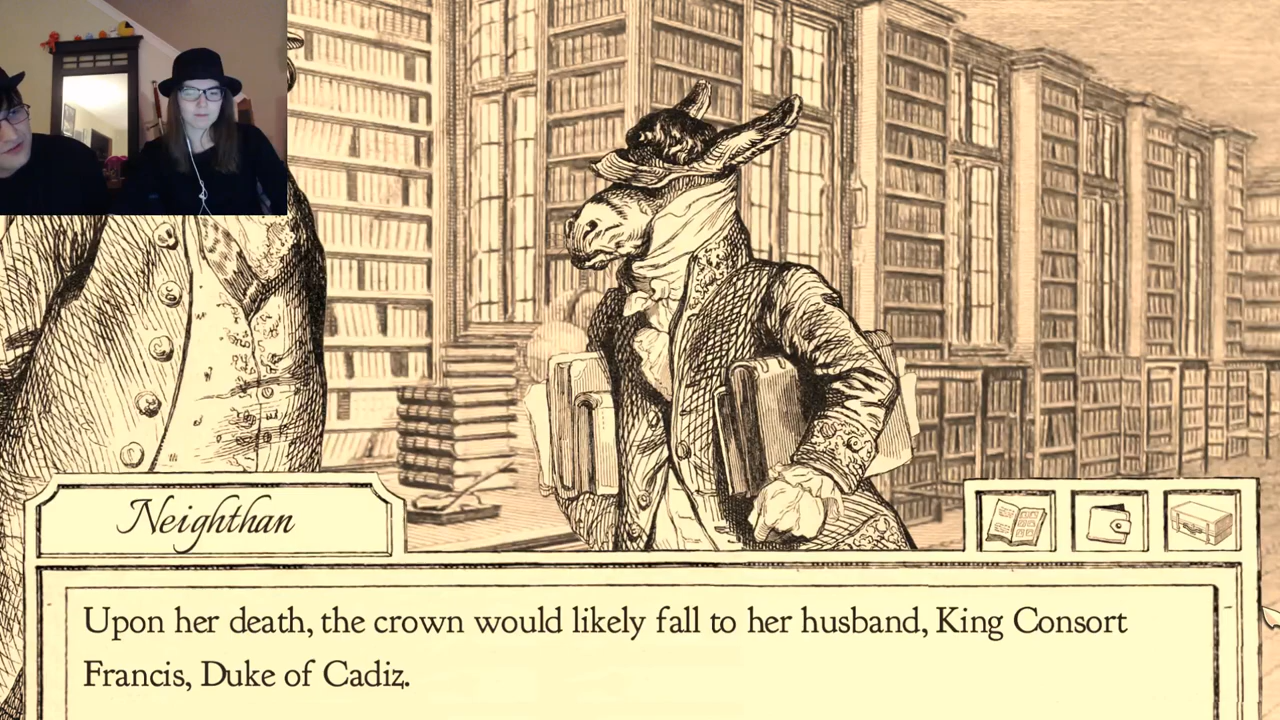 Neighthan
Upon her death, the crown would likely fall to her husband, King Consort
Francis, Duke of Cadiz.